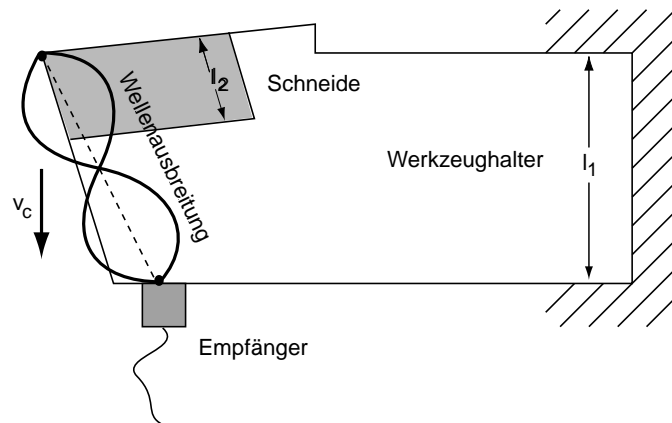 l2
Schneide
Wellenausbreitung
Werkzeughalter
l1
vc
Empfänger